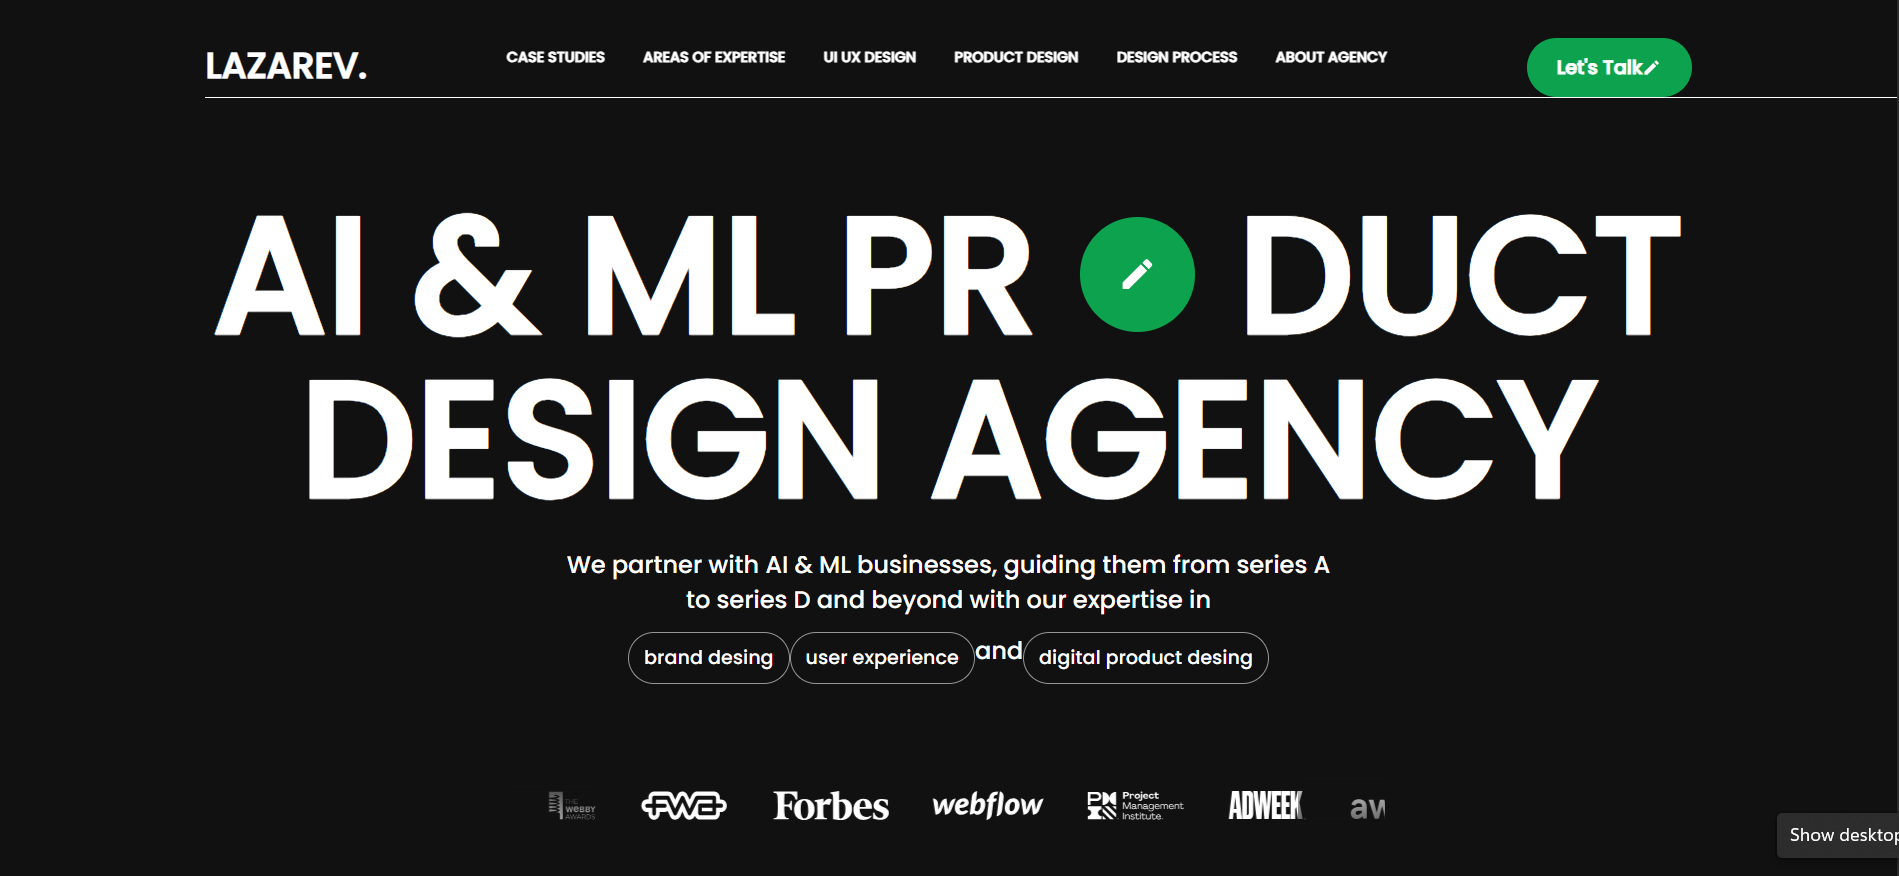 LAZAREV.
CASE STUDIES AREAS OF EXPERTISE UI UX DESIGN PRODUCT DESIGN DESIGN PROCESS ABOUT AGENCY
Let's Talk
AI & ML PR DUCT
DESIGN AGENCY
We partner with AI & ML businesses, guiding them from series A
to series D and beyond with our expertise in
brand desing user experience and digital product desing
THE WEBBY AWARDS
FWA
Forbes
webflow
PMI Project Management Institute.
ADWEEK
aw
Show desktop